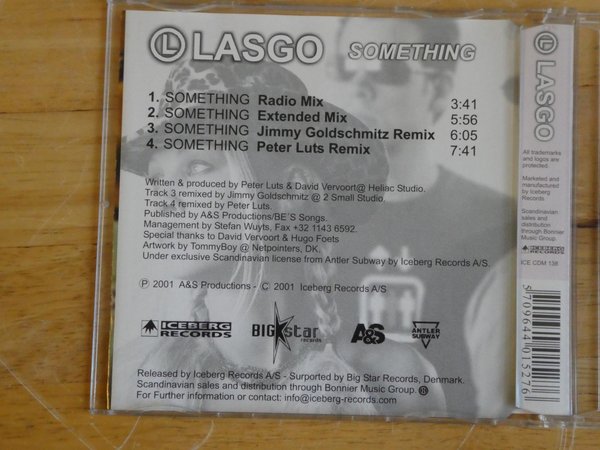 LASGO SOMETHING
1. SOMETHING Radio Mix 3:41
2. SOMETHING Extended Mix 5:56
3. SOMETHING Jimmy Goldschmitz Remix 6:05
4. SOMETHING Peter Luts Remix 7:41
Written & produced by Peter Luts & David Vervoort@ Heliac Studio.
Track 3 remixed by Jimmy Goldschmitz @ 2 Small Studio.
Track 4 remixed by Peter Luts.
Published by A&S Productions/BE´S Songs.
Management by Stefan Wuyts, Fax +32 1143 6592.
Special thanks to David Vervoort & Hugo Foets
Artwork by TommyBoy @ Netpointers, DK.
Under exclusive Scandinavian license from Antler Subway by Iceberg Records A/S.
Ⓟ 2001 A&S Productions - © 2001 Iceberg Records A/S
ICEBERG
RECORDS
BIG star
records
A&S
ANTLER
SUBWAY
Released by Iceberg Records A/S - Surported by Big Star Records, Denmark.
Scandinavian sales and distribution through Bonnier Music Group.
For Further information or contact: info@iceberg-records.com
L LASGO
All trademarks
and logos are
protected.
Marketed and
manufactured
by Iceberg
Records.
Scandinavian
sales and
distribution
through Bonnier
Music Group.
ICEBERG
RECORDS
ICE CDM 138
5 709644 015276